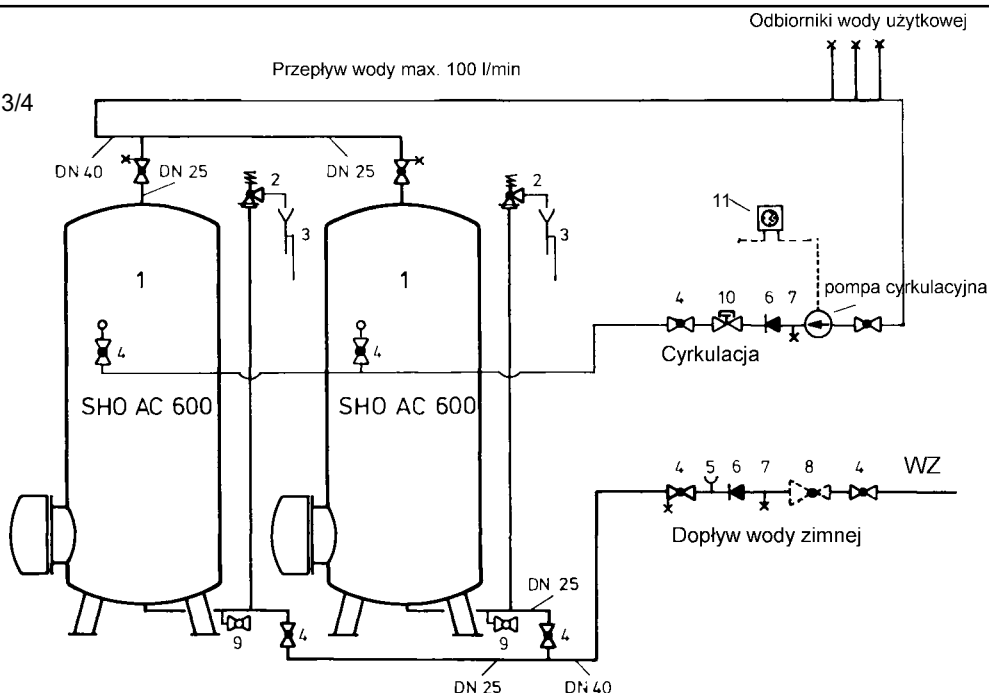 Odbiorniki wody użytkowej
Przepływ wody max. 100 l/min
3/4
DN 40
DN 25
DN 25
2
3
2
3
11
1
1
pompa cyrkulacyjna
4
10
6
7
4
4
Cyrkulacja
SHO AC 600
SHO AC 600
4
5
6
7
8
4
WZ
Dopływ wody zimnej
DN 25
9
4
9
4
DN 25
DN 40